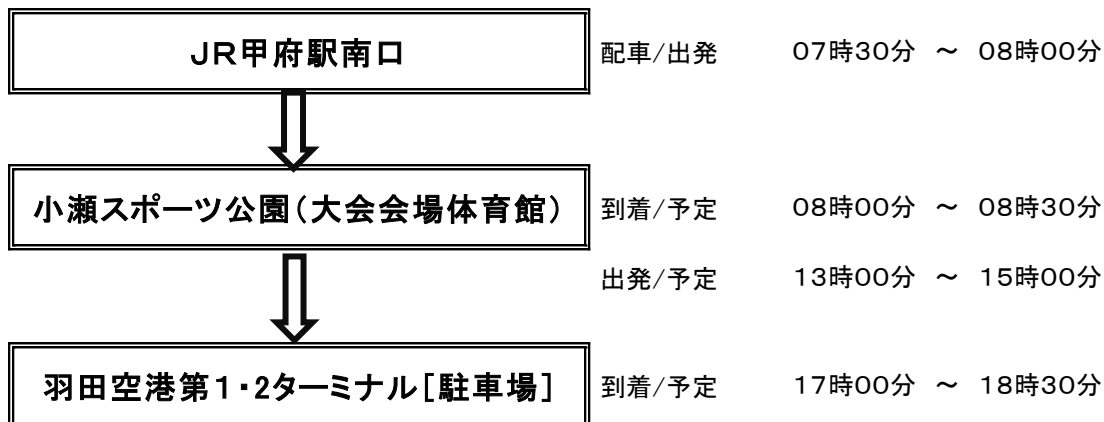 JR甲府駅南口 配車/出発 07時30分 ～ 08時00分
小瀬スポーツ公園(大会会場体育館) 到着/予定 08時00分 ～ 08時30分
出発/予定 13時00分 ～ 15時00分
羽田空港第1・2ターミナル[駐車場] 到着/予定 17時00分 ～ 18時30分